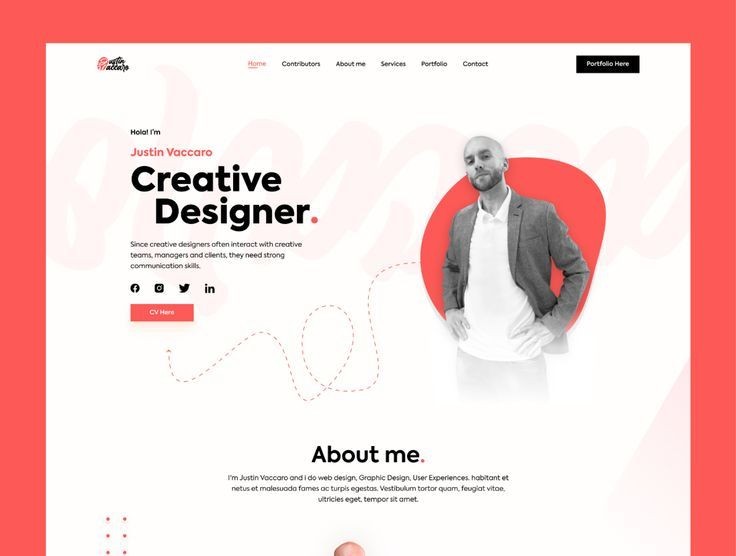 Justin
Vaccaro
Home
Contributors
About me
Services
Portfolio
Contact
Portfolio Here
Hola! I'm
Justin Vaccaro
Creative
Designer.
Since creative designers often interact with creative
teams, managers and clients, they need strong
communication skills.
CV Here
About me.
I'm Justin Vaccaro and i do web design, Graphic Design, User Experiences. habitant et
netus et malesuada fames ac turpis egestas. Vestibulum tortor quam, feugiat vitae,
ultricies eget, tempor sit amet.